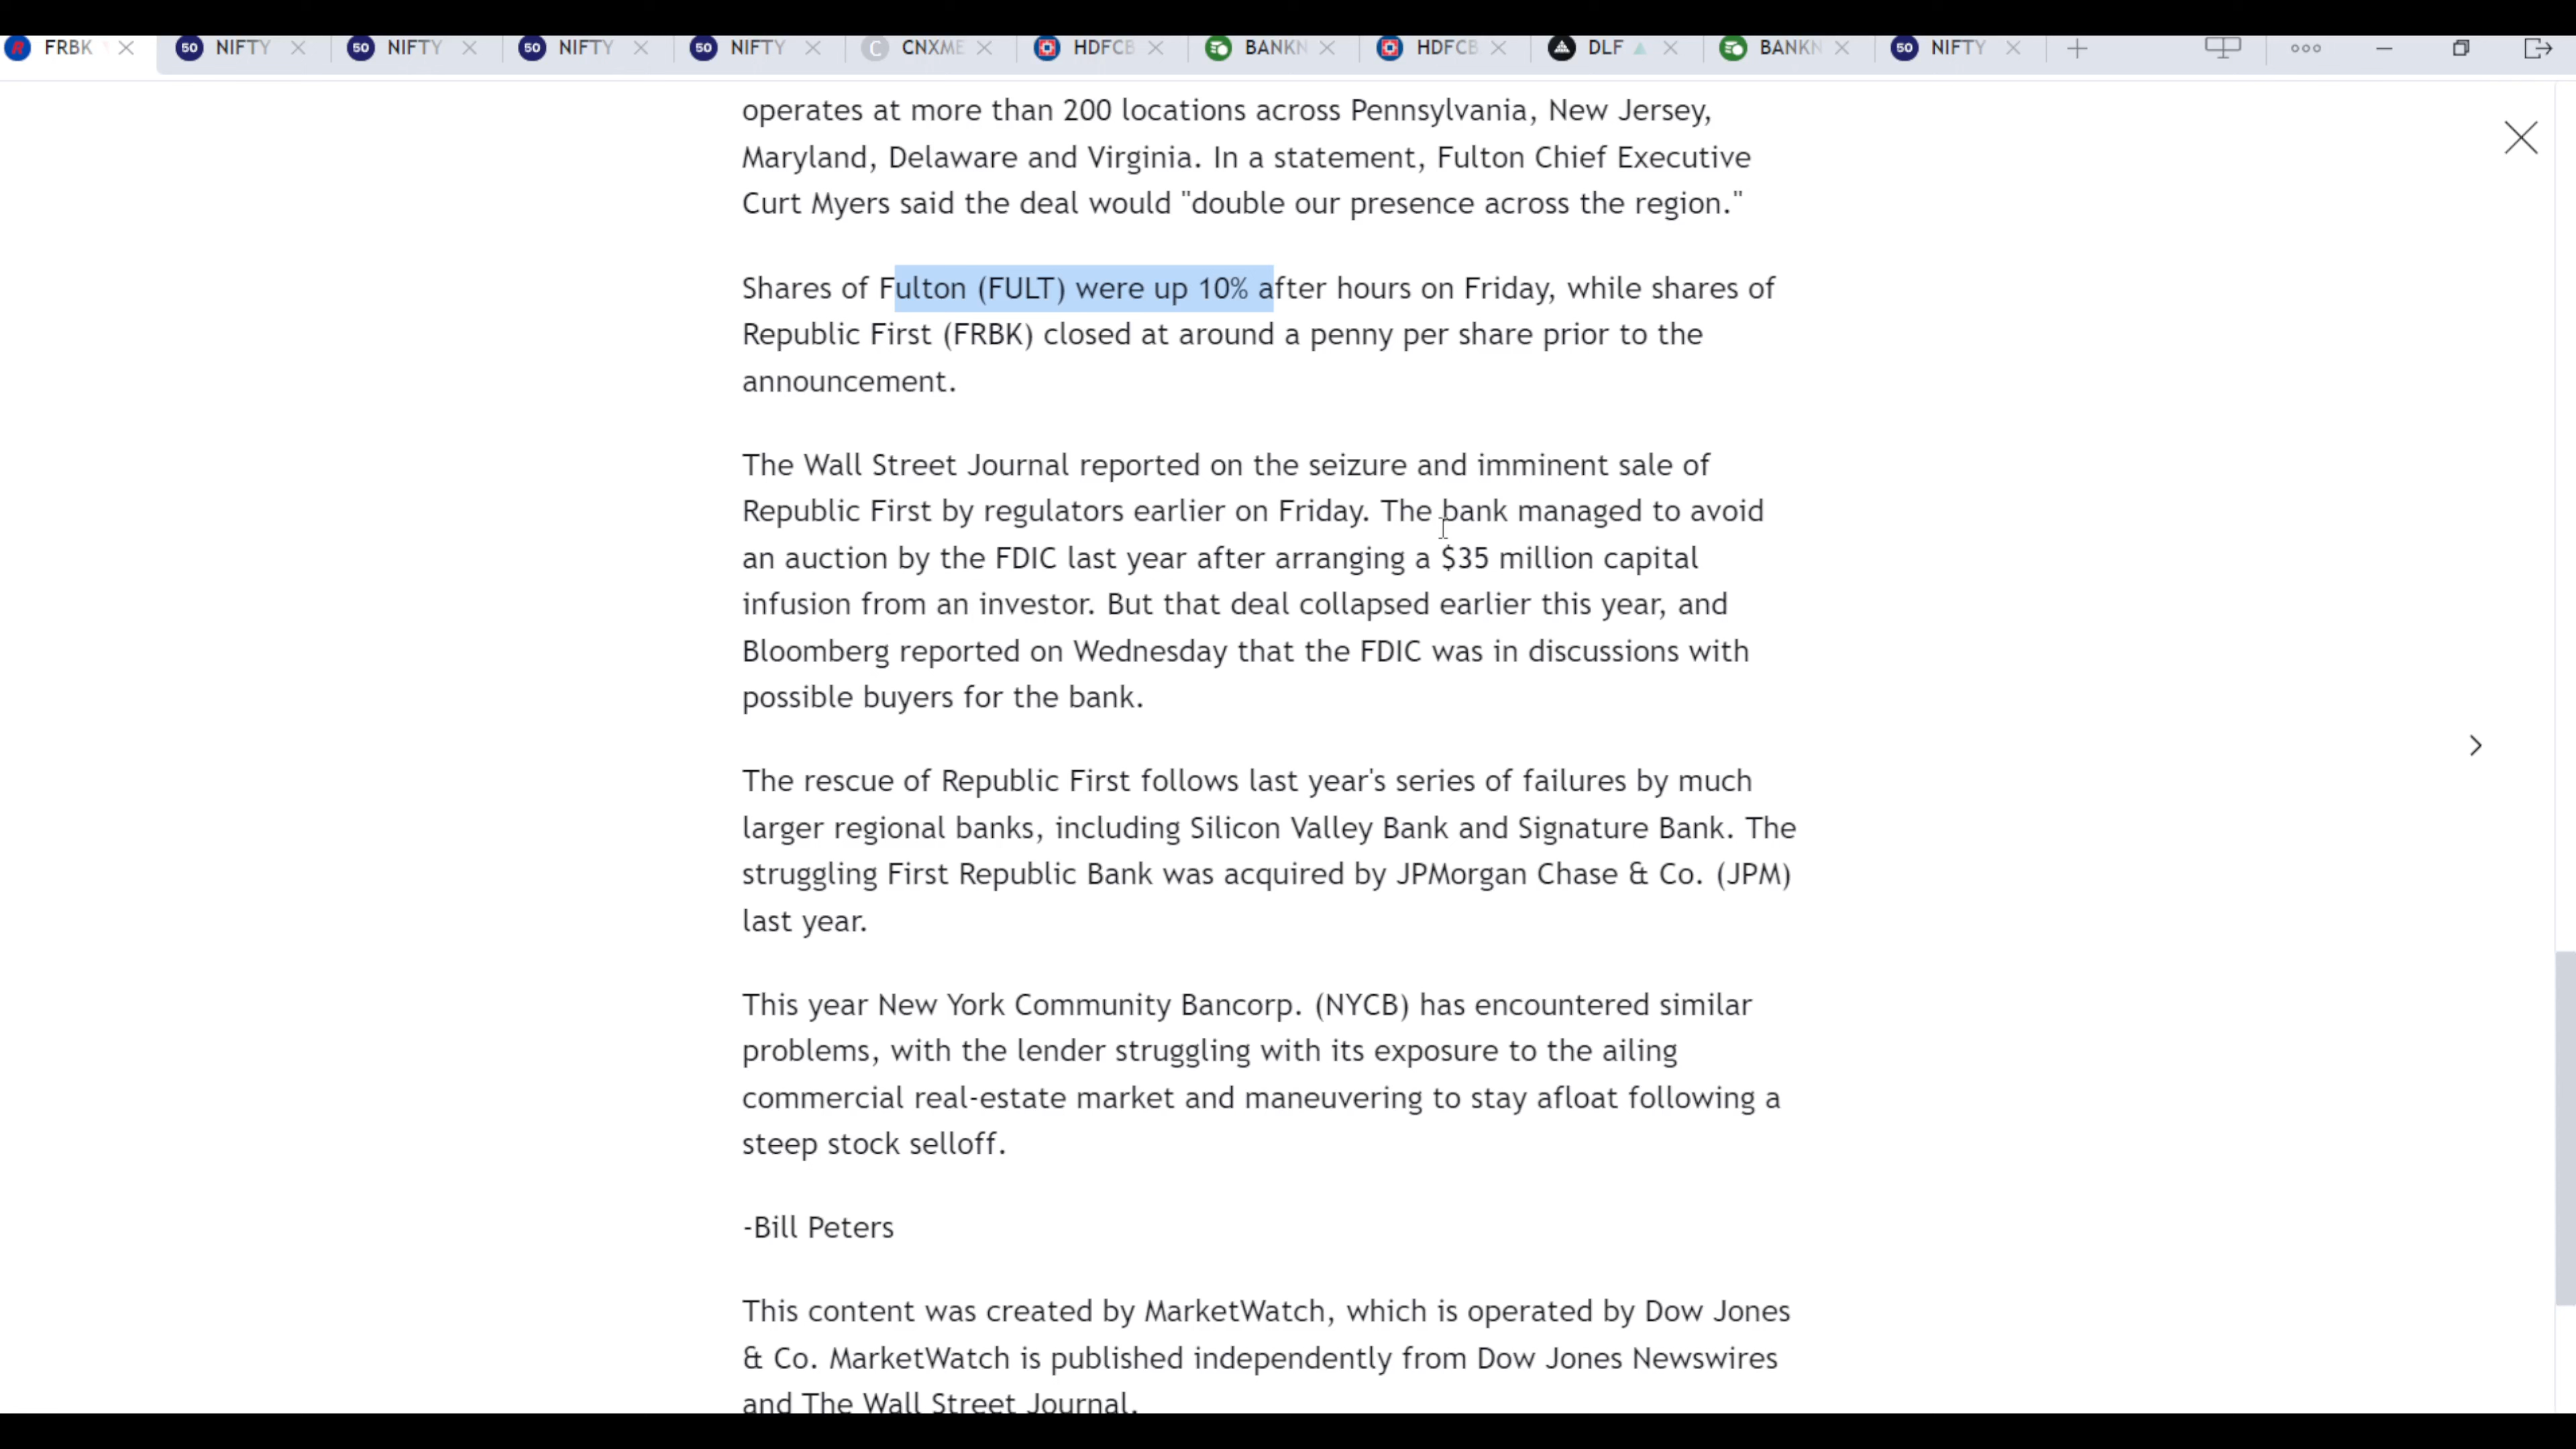 FRBK
50 NIFTY
50 NIFTY
50 NIFTY
50 NIFTY
C CNXME
HDFCB
BANKN
HDFCB
DLF
BANKN
50 NIFTY
operates at more than 200 locations across Pennsylvania, New Jersey,
Maryland, Delaware and Virginia. In a statement, Fulton Chief Executive
Curt Myers said the deal would "double our presence across the region."
Shares of Fulton (FULT) were up 10% after hours on Friday, while shares of
Republic First (FRBK) closed at around a penny per share prior to the
announcement.
The Wall Street Journal reported on the seizure and imminent sale of
Republic First by regulators earlier on Friday. The bank managed to avoid
an auction by the FDIC last year after arranging a $35 million capital
infusion from an investor. But that deal collapsed earlier this year, and
Bloomberg reported on Wednesday that the FDIC was in discussions with
possible buyers for the bank.
The rescue of Republic First follows last year's series of failures by much
larger regional banks, including Silicon Valley Bank and Signature Bank. The
struggling First Republic Bank was acquired by JPMorgan Chase & Co. (JPM)
last year.
This year New York Community Bancorp. (NYCB) has encountered similar
problems, with the lender struggling with its exposure to the ailing
commercial real-estate market and maneuvering to stay afloat following a
steep stock selloff.
-Bill Peters
This content was created by MarketWatch, which is operated by Dow Jones
& Co. MarketWatch is published independently from Dow Jones Newswires
and The Wall Street Journal.